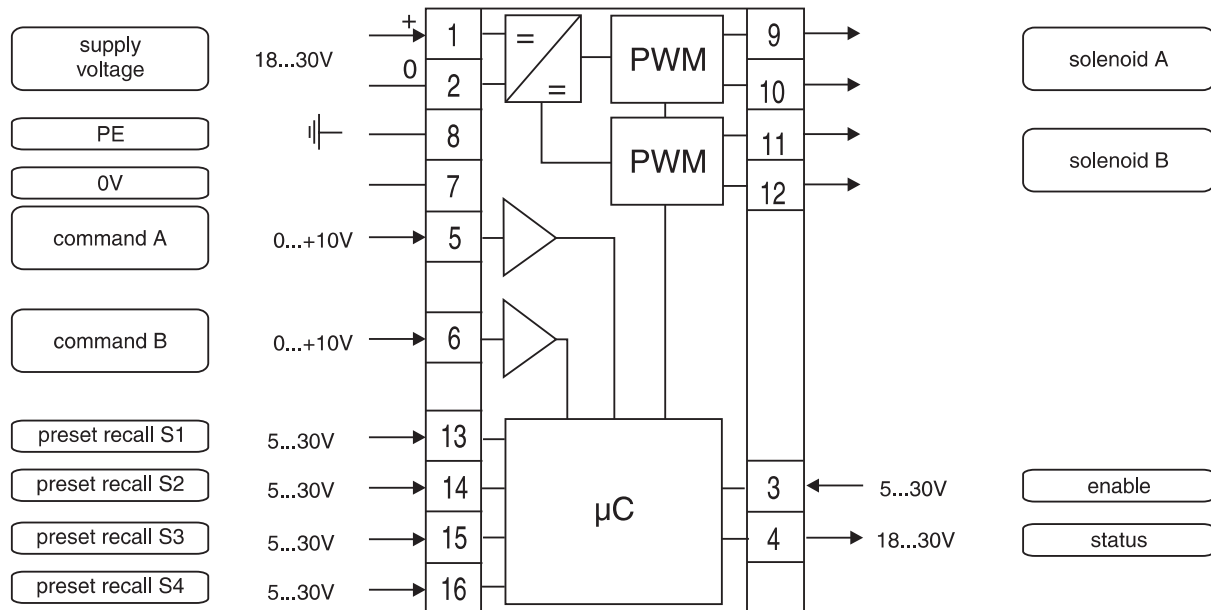 supply
voltage
18...30V
+
0
1
2
=
=
PWM
9
10
solenoid A
PE
8
PWM
11
12
solenoid B
0V
7
command A
0...+10V
5
command B
0...+10V
6
preset recall S1
5...30V
13
preset recall S2
5...30V
14
µC
3
5...30V
enable
preset recall S3
5...30V
15
4
18...30V
status
preset recall S4
5...30V
16